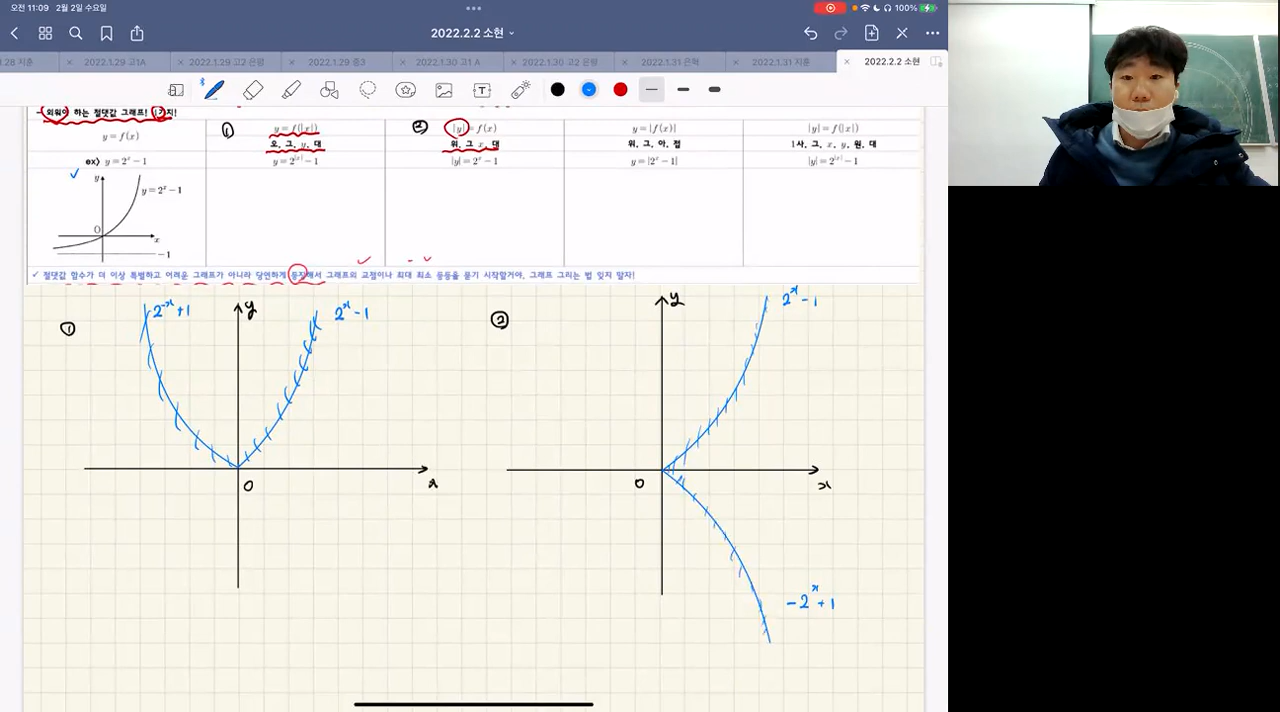 오전 11:09 2월 2일 수요일
100%
2022.2.2 소현
1.28 지훈
2022.1.29 고1A
2022.1.29 고2 은평
2022.1.29 중3
2022.1.30 고1 A
2022.1.30 고2 은평
2022.1.31 은혁
2022.1.31 지훈
2022.2.2 소현
하는 절댓값 그래프!
y = f(x)
① y = f(|x|)
② |y| = f(x)
y = |f(x)|
|y| = f(|x|)
오, 그, y, 대
위, 그 x, 대
위, 그, 아, 점
1사, 그, x, y, 원, 대
ex) y = 2^x - 1
y = 2^|x| - 1
|y| = 2^x - 1
y = |2^x - 1|
|y| = 2^|x| - 1
y
y = 2^x - 1
O
x
-1
✓ 절댓값 함수가 더 이상 특별하고 어려운 그래프가 아니라 당연하게 등장해서 그래프의 교점이나 최대 최소 등등을 묻기 시작할거야, 그래프 그리는 법 잊지 말자!
①
2^-x + 1
y
2^x - 1
0
x
②
y
2^x - 1
0
x
-2^x + 1